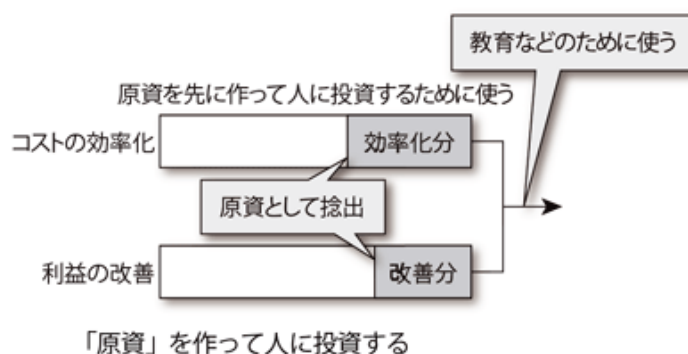 教育などのために使う
原資を先に作って人に投資するために使う
コストの効率化
効率化分
原資として捻出
利益の改善
改善分
「原資」を作って人に投資する